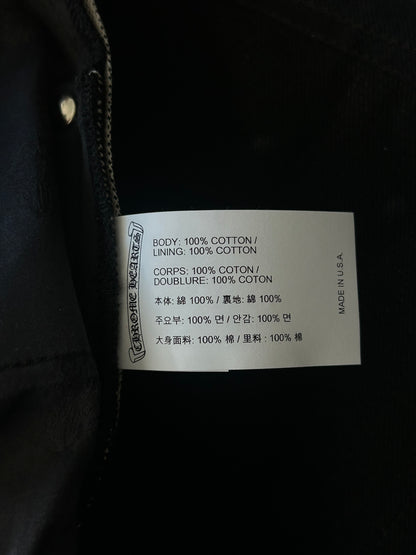 CHROME HEARTS
BODY: 100% COTTON /
LINING: 100% COTTON
CORPS: 100% COTON /
DOUBLURE: 100% COTON
本体: 綿 100% / 裏地: 綿 100%
주요부: 100% 면 / 안감: 100% 면
大身面料: 100% 棉 / 里料 : 100% 棉
MADE IN U.S.A.